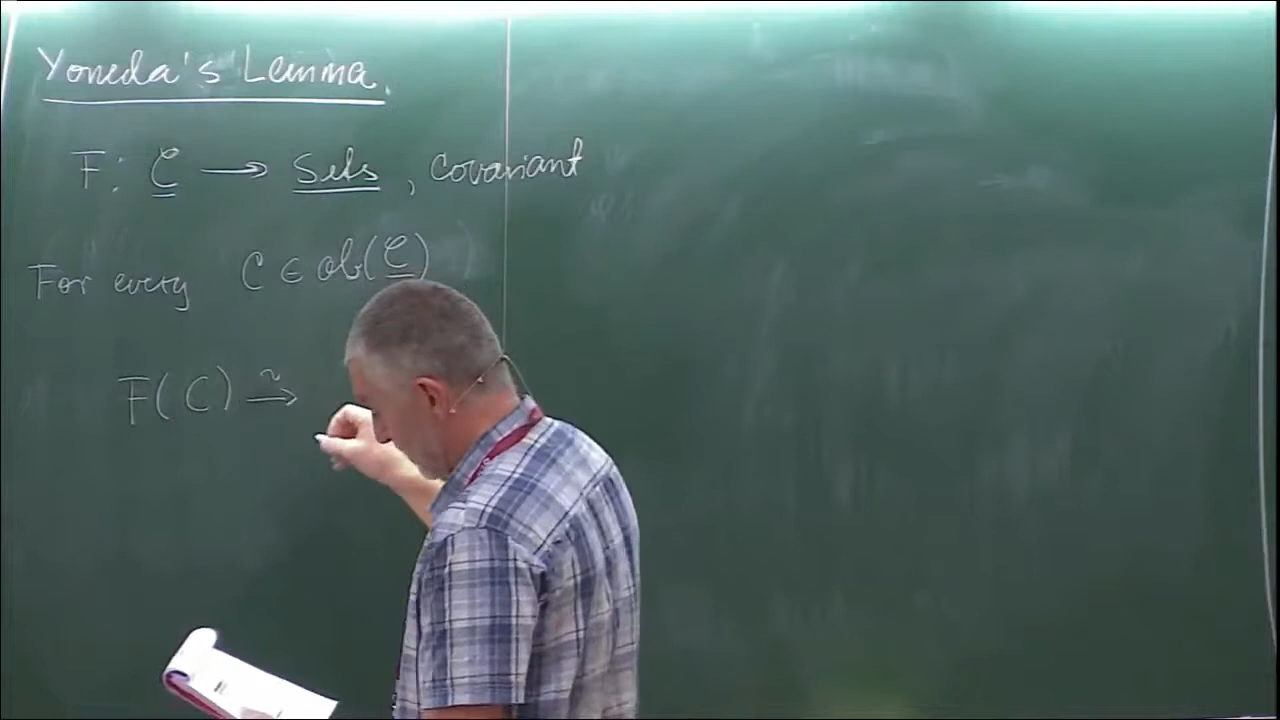 Yoneda's Lemma.
F: C → Sets, covariant
For every C ∈ ob(C)
F(C) ⥲